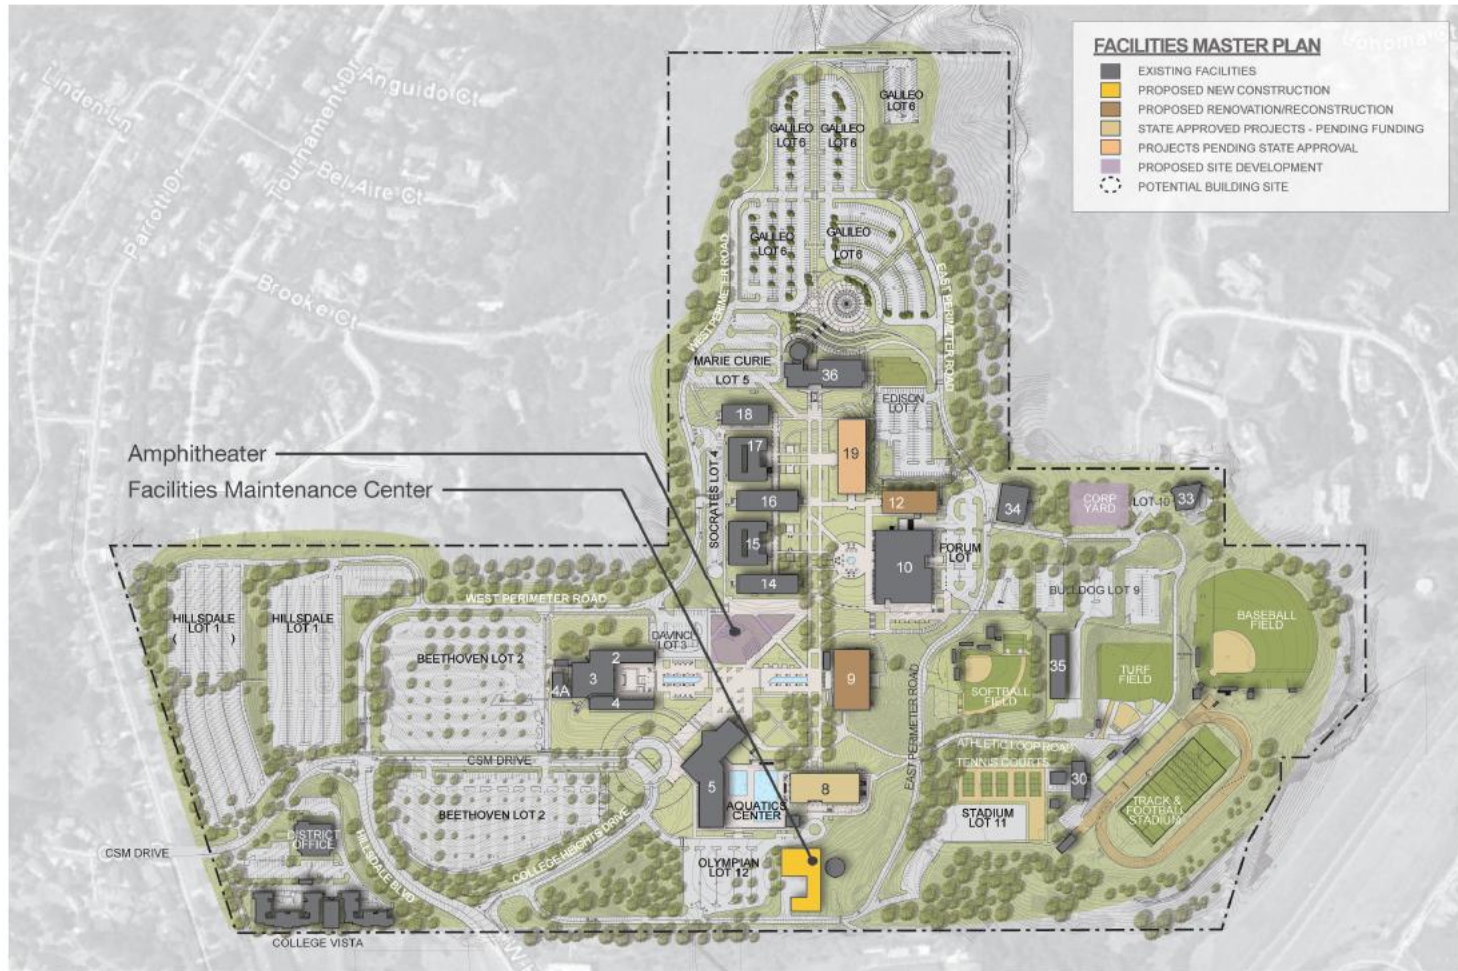 FACILITIES MASTER PLAN
EXISTING FACILITIES
PROPOSED NEW CONSTRUCTION
PROPOSED RENOVATION/RECONSTRUCTION
STATE APPROVED PROJECTS - PENDING FUNDING
PROJECTS PENDING STATE APPROVAL
PROPOSED SITE DEVELOPMENT
POTENTIAL BUILDING SITE
Linden Ln
Anguido Ct
Tournament Dr
Bel Aire Ct
Parrott Dr
Brooke Ct
Lohoma Ct
GALILEO
LOT 6
GALILEO
LOT 6
GALILEO
LOT 6
GALILEO
LOT 6
GALILEO
LOT 6
WEST PERIMETER ROAD
EAST PERIMETER ROAD
MARIE CURIE
LOT 5
36
EDISON
LOT 7
18
17
19
16
12
15
14
10
SOCRATES LOT 4
FORUM
LOT
34
CORP
YARD
LOT 10
33
Amphitheater
Facilities Maintenance Center
HILLSDALE
LOT 1
( )
HILLSDALE
LOT 1
WEST PERIMETER ROAD
BEETHOVEN LOT 2
DAVINCI
LOT 3
2
3
4A
4
9
BULLDOG LOT 9
BASEBALL
FIELD
35
TURF
FIELD
SOFTBALL
FIELD
EAST PERIMETER ROAD
ATHLETIC LOOP ROAD
TENNIS COURTS
30
STADIUM
LOT 11
TRACK &
FOOTBALL
STADIUM
CSM DRIVE
5
8
AQUATICS
CENTER
BEETHOVEN LOT 2
COLLEGE HEIGHTS DRIVE
OLYMPIAN
LOT 12
DISTRICT
OFFICE
CSM DRIVE
HILLSDALE BLVD
COLLEGE VISTA